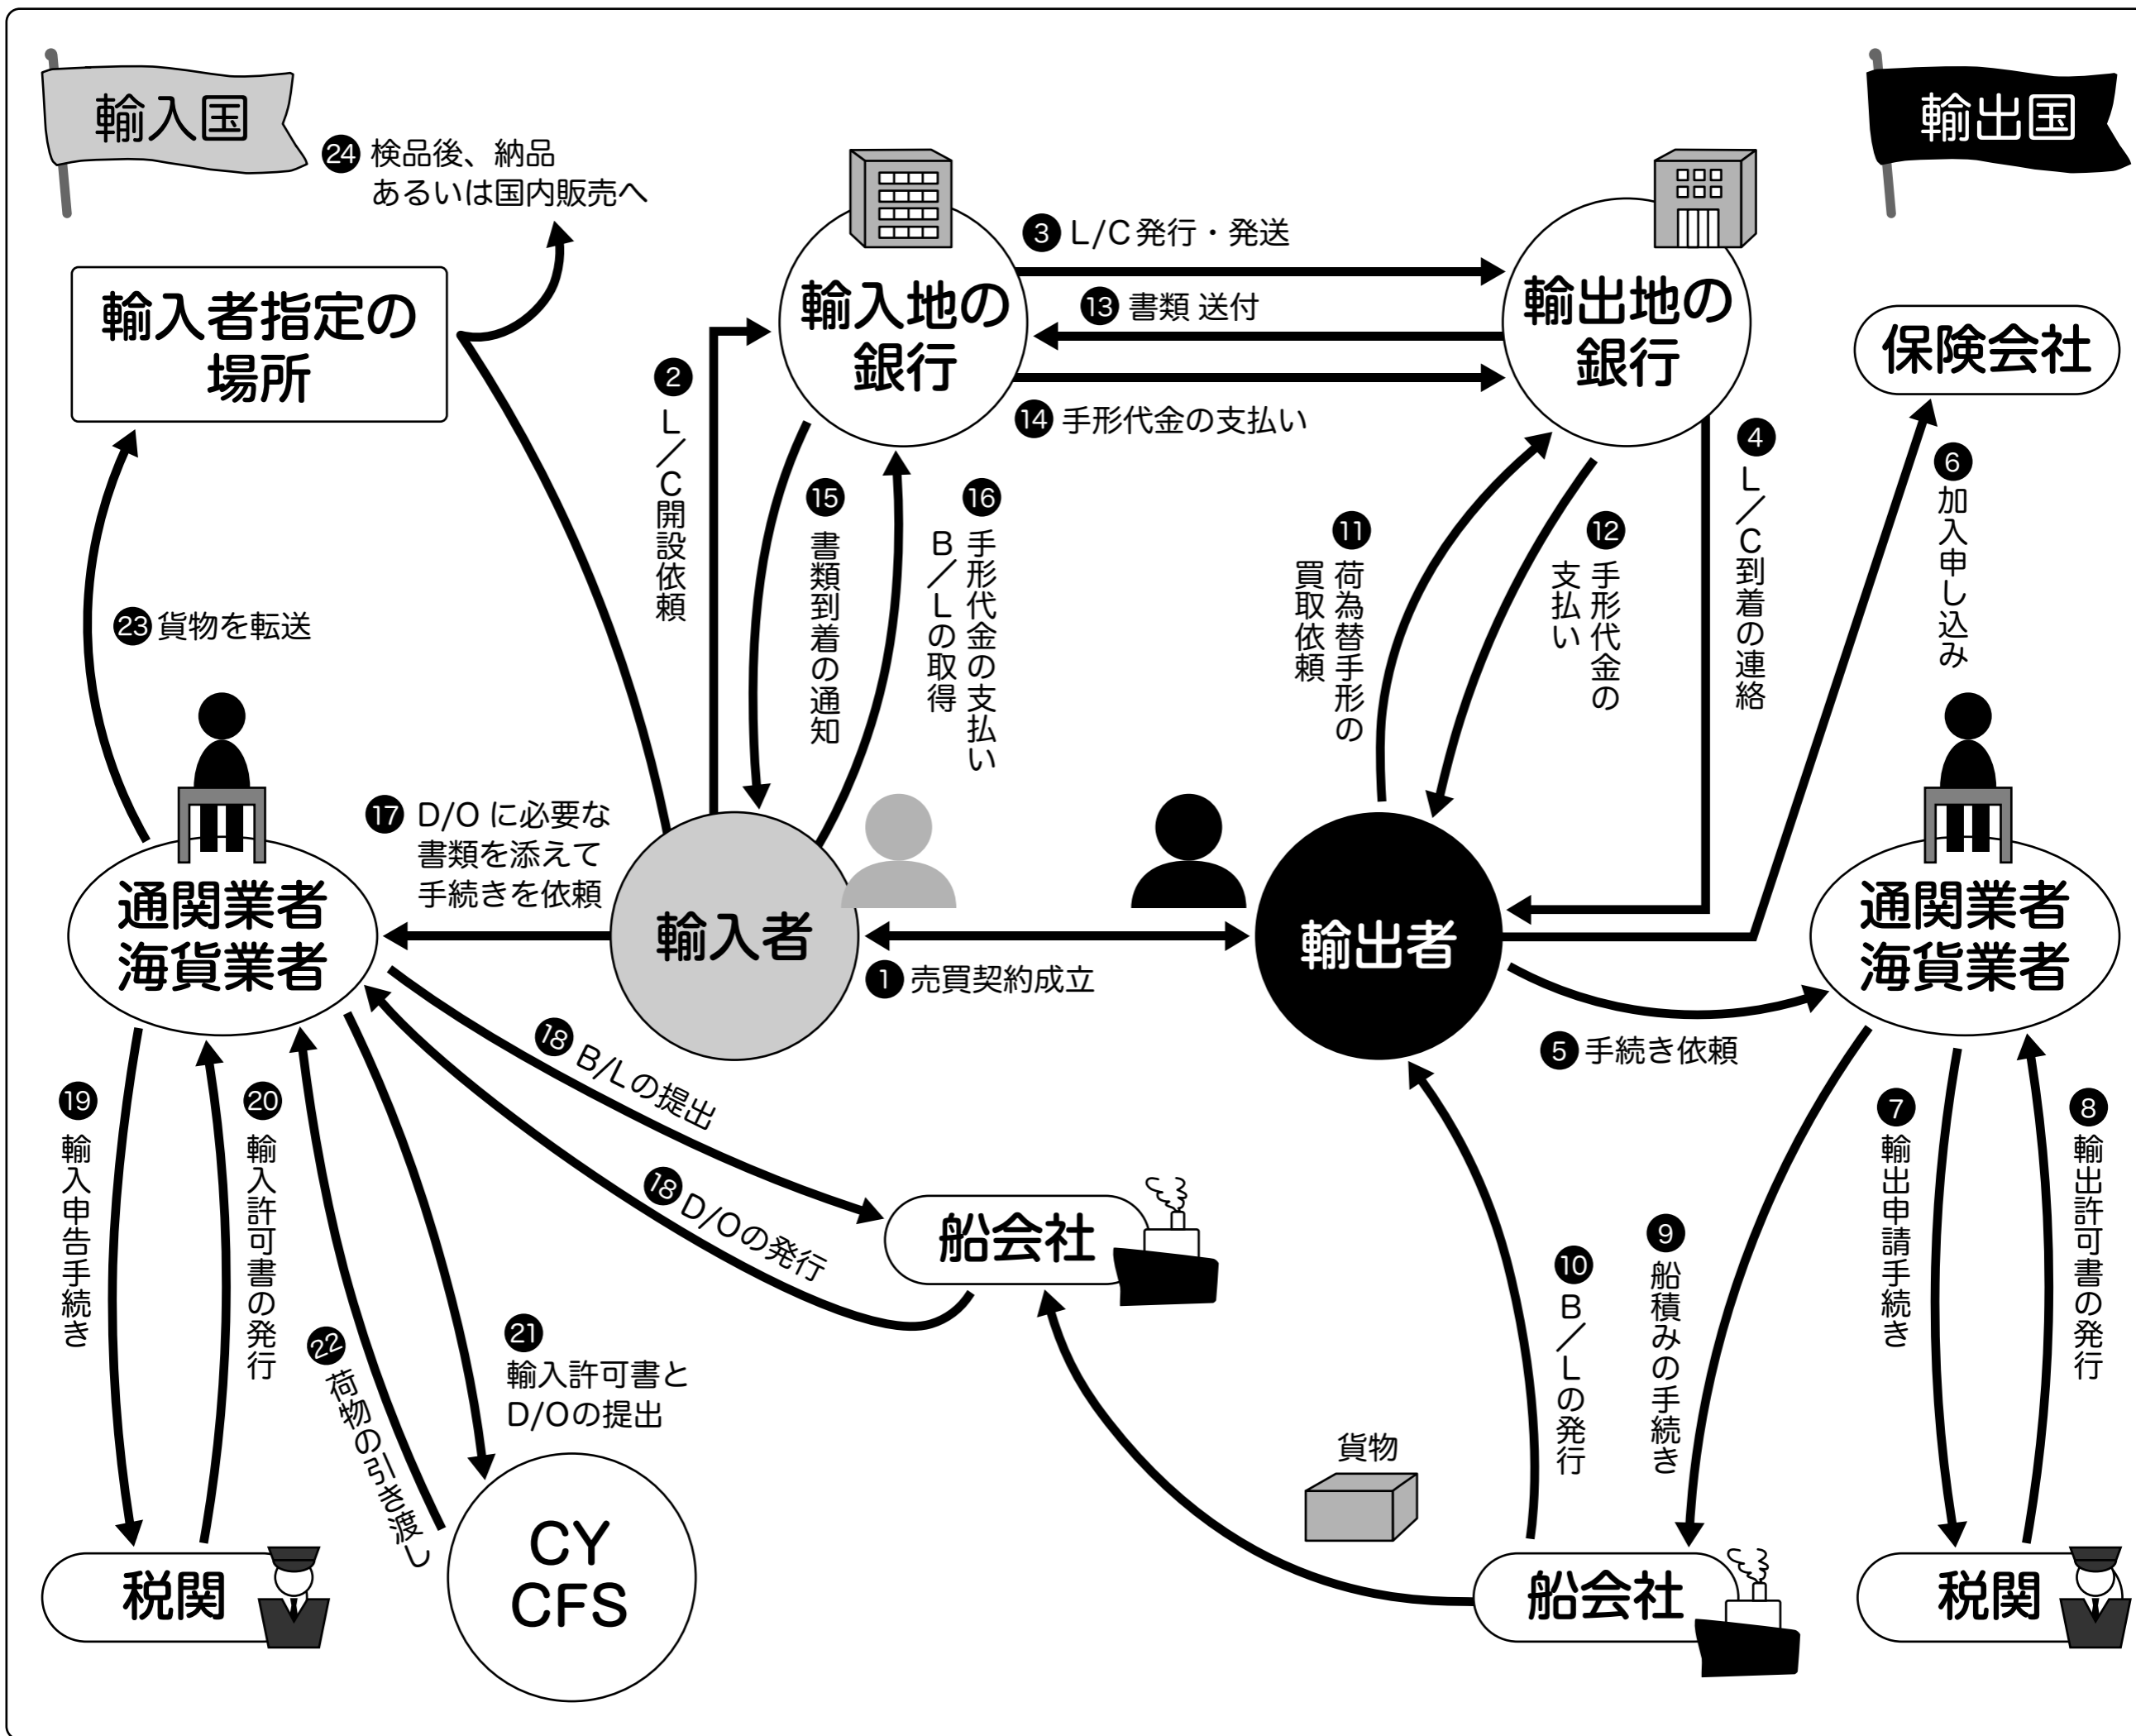 輸入国
輸出国
㉔ 検品後、納品
あるいは国内販売へ
輸入者指定の
場所
輸入地の
銀行
❸ L/C発行・発送
⓭ 書類 送付
⓮ 手形代金の支払い
輸出地の
銀行
保険会社
❷ L/C開設依頼
⓯ 書類到着の通知
⓰ 手形代金の支払い
B/Lの取得
⓫ 荷為替手形の
買取依頼
⓬ 手形代金の
支払い
❹ L/C到着の連絡
❻ 加入申し込み
㉓ 貨物を転送
⓱ D/O に必要な
書類を添えて
手続きを依頼
通関業者
海貨業者
輸入者
❶ 売買契約成立
輸出者
通関業者
海貨業者
❺ 手続き依頼
⓲ B/Lの提出
⓲ D/Oの発行
⓳ 輸入申告手続き
⓴ 輸入許可書の発行
㉒ 荷物の引き渡し
㉑
輸入許可書と
D/Oの提出
船会社
貨物
❿ B/Lの発行
❾ 船積みの手続き
❼ 輸出申請手続き
❽ 輸出許可書の発行
税関
CY
CFS
船会社
税関